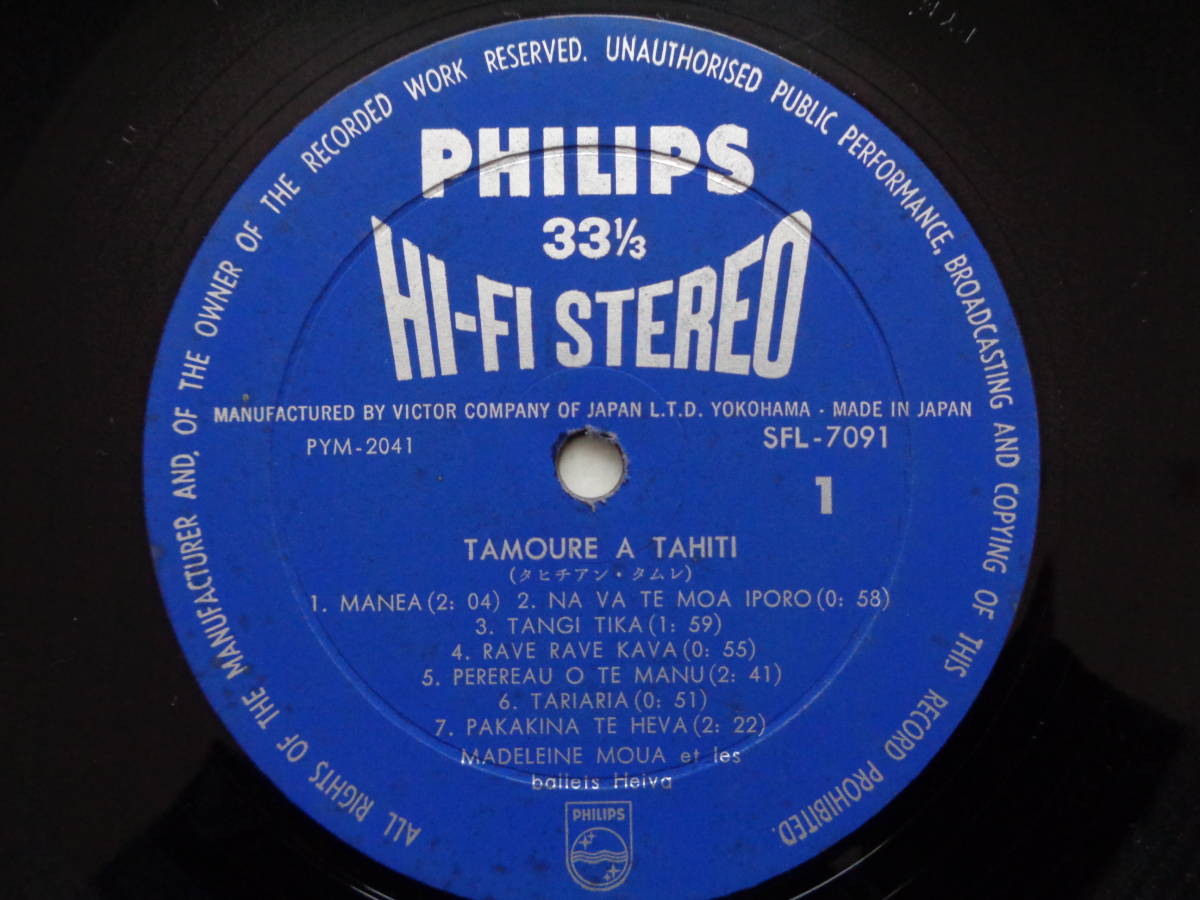 ALL RIGHTS OF THE MANUFACTURER AND, OF THE OWNER OF THE RECORDED WORK RESERVED. UNAUTHORISED PUBLIC PERFORMANCE, BROADCASTING AND COPYING OF THIS RECORD PROHIBITED.
PHILIPS
33⅓
HI-FI STEREO
MANUFACTURED BY VICTOR COMPANY OF JAPAN L.T.D. YOKOHAMA · MADE IN JAPAN
PYM-2041 SFL-7091
1
TAMOURE A TAHITI
(タヒチアン・タムレ)
1. MANEA(2: 04) 2. NA VA TE MOA IPORO(0: 58)
3. TANGI TIKA(1: 59)
4. RAVE RAVE KAVA(0: 55)
5. PEREREAU O TE MANU(2: 41)
6. TARIARIA(0: 51)
7. PAKAKINA TE HEVA(2: 22)
MADELEINE MOUA et les
ballets Heiva
PHILIPS